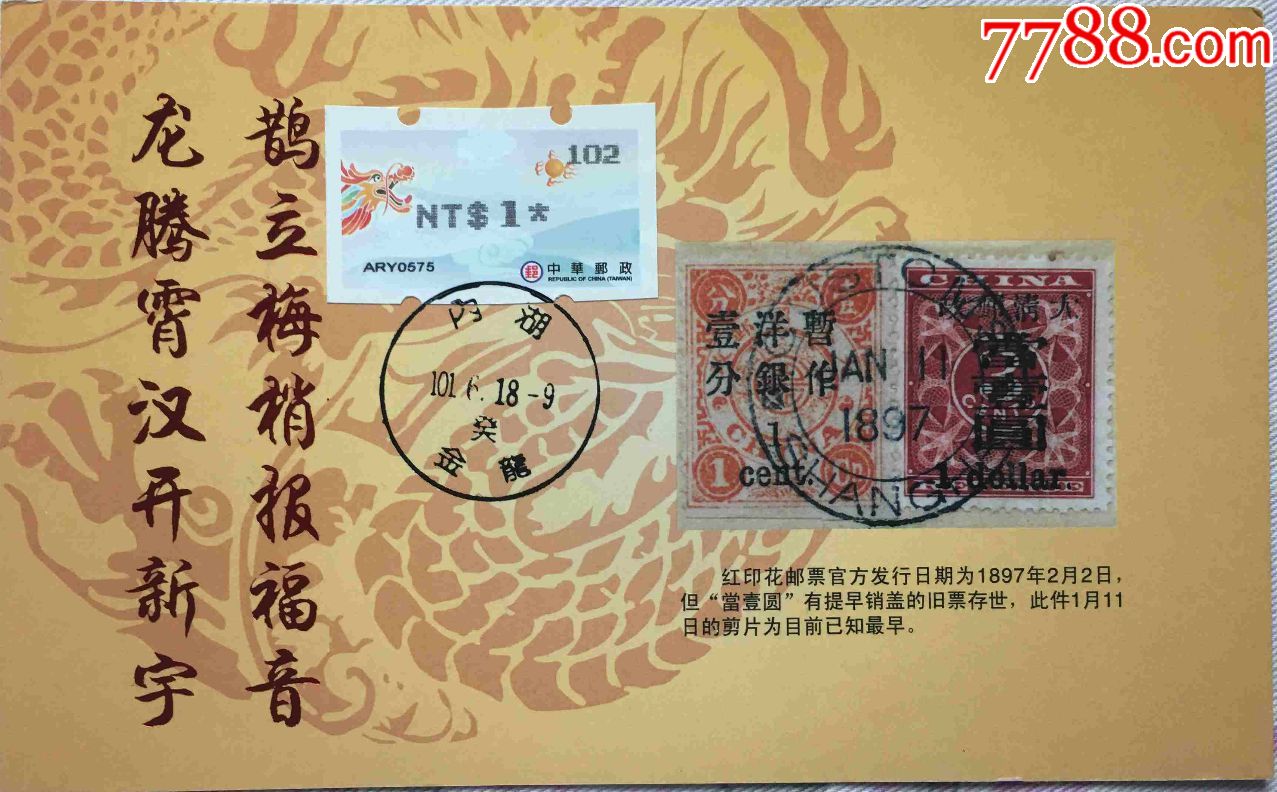 7788.com
鹊立梅梢报福音
龙腾霄汉开新宇
102
NT$1*
ARY0575
中華郵政
REPUBLIC OF CHINA (TAIWAN)
内湖
101.6.18-9
癸
金龍
CHINA
大清郵政
當壹圓
1 dollar.
暫作
洋銀
壹分
1
cent.
JAN 11
1897
SHANG
红印花邮票官方发行日期为1897年2月2日，
但“當壹圆”有提早销盖的旧票存世，此件1月11
日的剪片为目前已知最早。